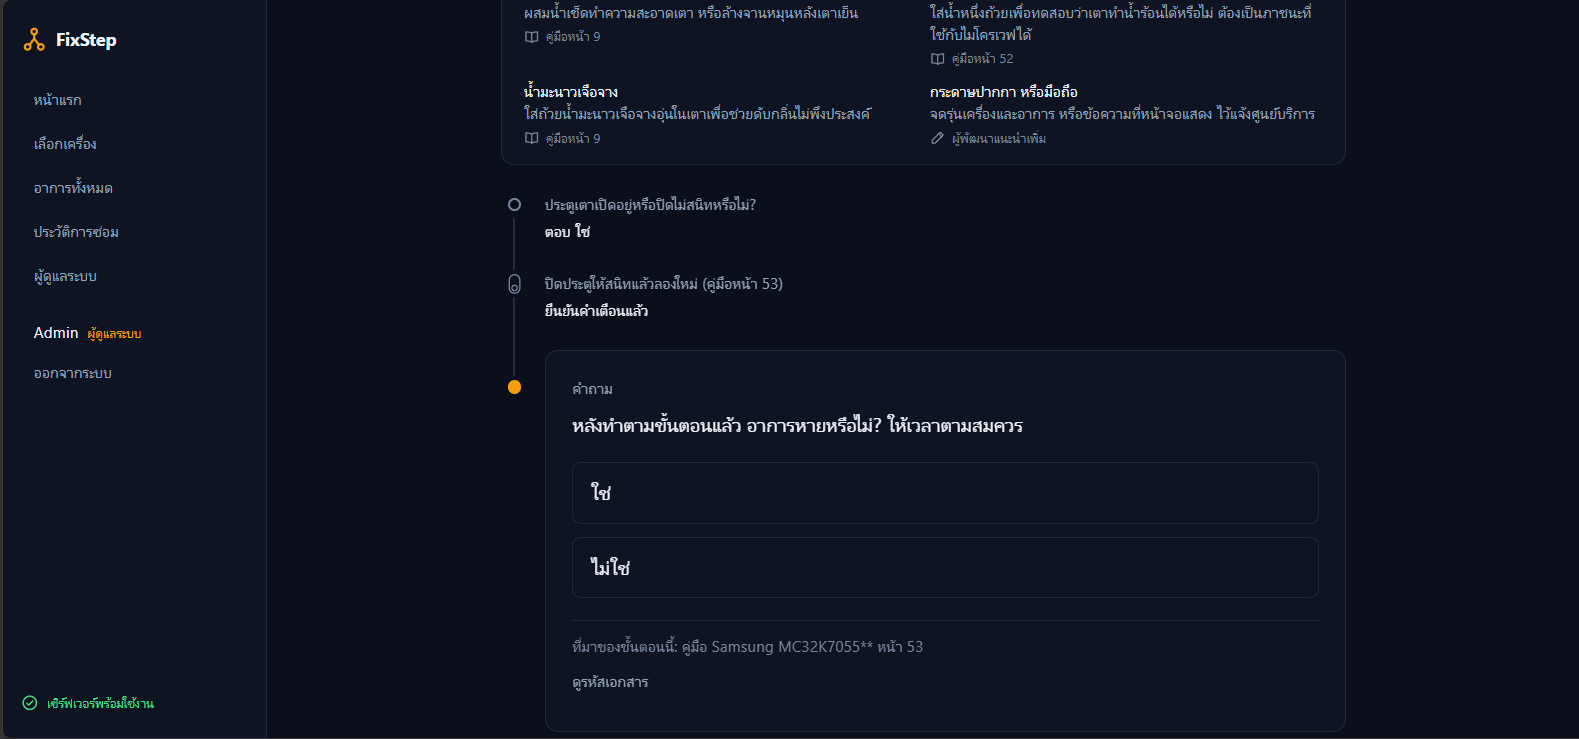 FixStep
หน้าแรก
เลือกเครื่อง
อาการทั้งหมด
ประวัติการซ่อม
ผู้ดูแลระบบ
Admin ผู้ดูแลระบบ
ออกจากระบบ
เซิร์ฟเวอร์พร้อมใช้งาน
ผสมน้ำเช็ดทำความสะอาดเตา หรือล้างจานหมุนหลังเตาเย็น
คู่มือหน้า 9
ใส่น้ำหนึ่งถ้วยเพื่อทดสอบว่าเตาทำน้ำร้อนได้หรือไม่ ต้องเป็นภาชนะที่
ใช้กับไมโครเวฟได้
คู่มือหน้า 52
น้ำมะนาวเจือจาง
ใส่ถ้วยน้ำมะนาวเจือจางอุ่นในเตาเพื่อช่วยดับกลิ่นไม่พึงประสงค์
คู่มือหน้า 9
กระดาษปากกา หรือมือถือ
จดรุ่นเครื่องและอาการ หรือข้อความที่หน้าจอแสดง ไว้แจ้งศูนย์บริการ
ผู้พัฒนาแนะนำเพิ่ม
ประตูเตาเปิดอยู่หรือปิดไม่สนิทหรือไม่?
ตอบ ใช่
ปิดประตูให้สนิทแล้วลองใหม่ (คู่มือหน้า 53)
ยืนยันคำเตือนแล้ว
คำถาม
หลังทำตามขั้นตอนแล้ว อาการหายหรือไม่? ให้เวลาตามสมควร
ใช่
ไม่ใช่
ที่มาของขั้นตอนนี้: คู่มือ Samsung MC32K7055** หน้า 53
ดูรหัสเอกสาร